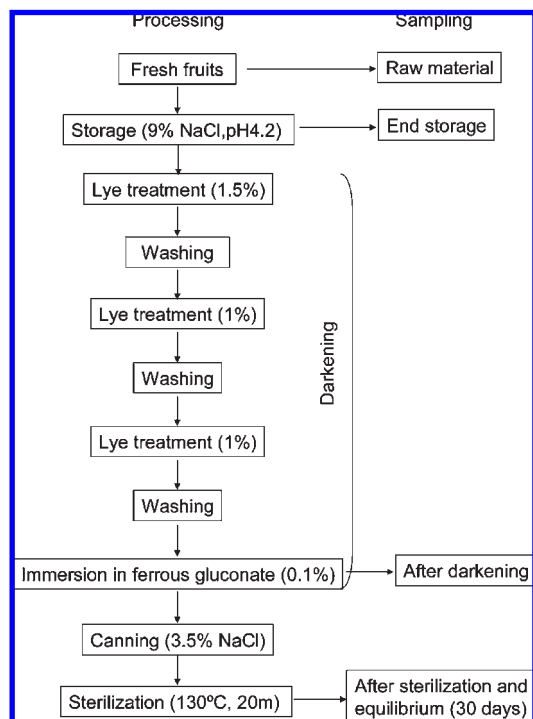 Processing Sampling
Fresh fruits Raw material
Storage (9% NaCl,pH4.2) End storage
Lye treatment (1.5%)
Washing
Lye treatment (1%)
Washing
Lye treatment (1%)
Washing
Darkening
Immersion in ferrous gluconate (0.1%) After darkening
Canning (3.5% NaCl)
Sterilization (130ºC, 20m) After sterilization and
equilibrium (30 days)